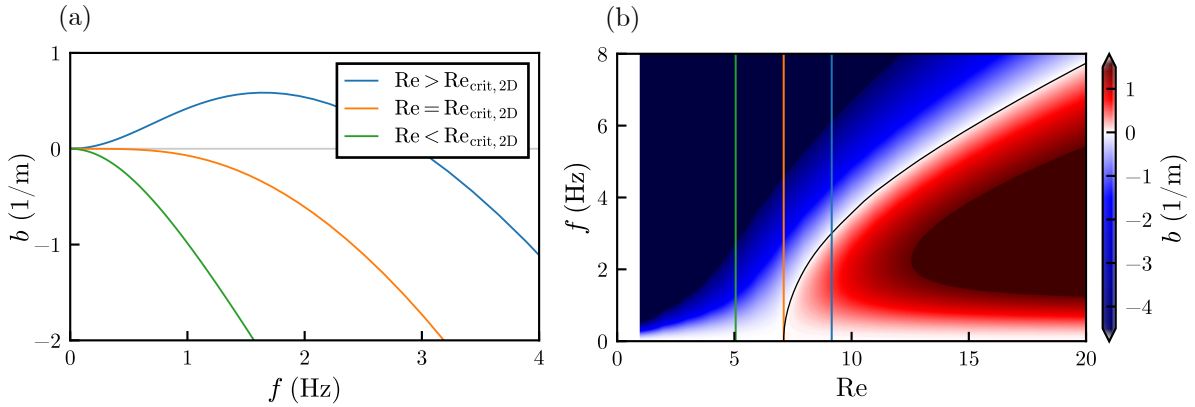 (a)
1
0
−1
−2
b (1/m)
0
1
2
3
4
f (Hz)
Re > Re_crit, 2D
Re = Re_crit, 2D
Re < Re_crit, 2D
(b)
8
6
4
2
0
f (Hz)
0
5
10
15
20
Re
1
0
−1
−2
−3
−4
b (1/m)